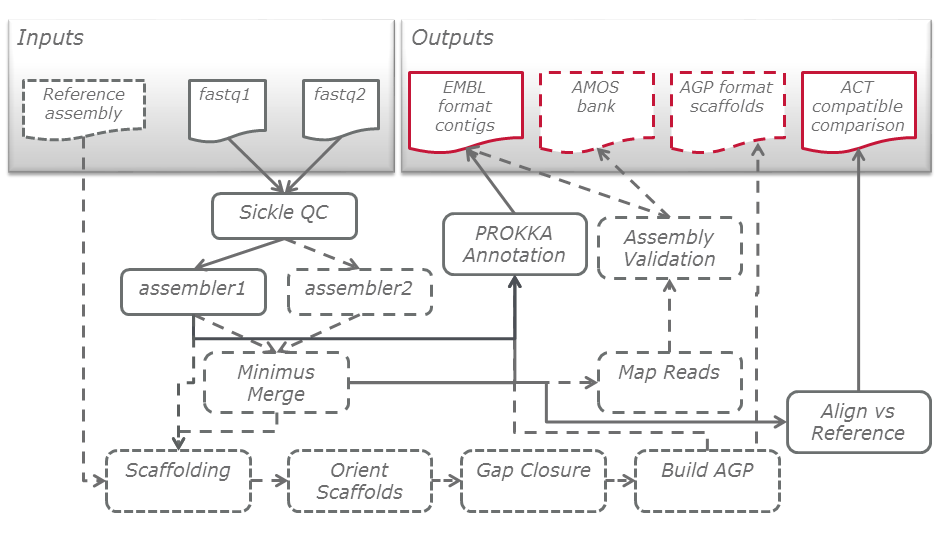 Inputs
Outputs
Reference
assembly
fastq1
fastq2
EMBL
format
contigs
AMOS
bank
AGP format
scaffolds
ACT
compatible
comparison
Sickle QC
PROKKA
Annotation
Assembly
Validation
assembler1
assembler2
Minimus
Merge
Map Reads
Align vs
Reference
Scaffolding
Orient
Scaffolds
Gap Closure
Build AGP